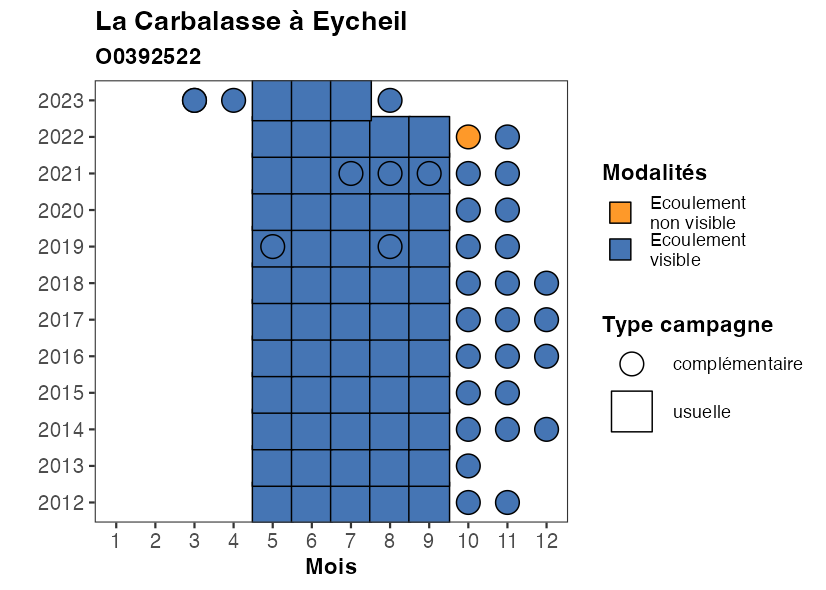 La Carbalasse à Eycheil
O0392522
2023
2022
2021
2020
2019
2018
2017
2016
2015
2014
2013
2012
1 2 3 4 5 6 7 8 9 10 11 12
Mois
Modalités
Ecoulement
non visible
Ecoulement
visible
Type campagne
complémentaire
usuelle